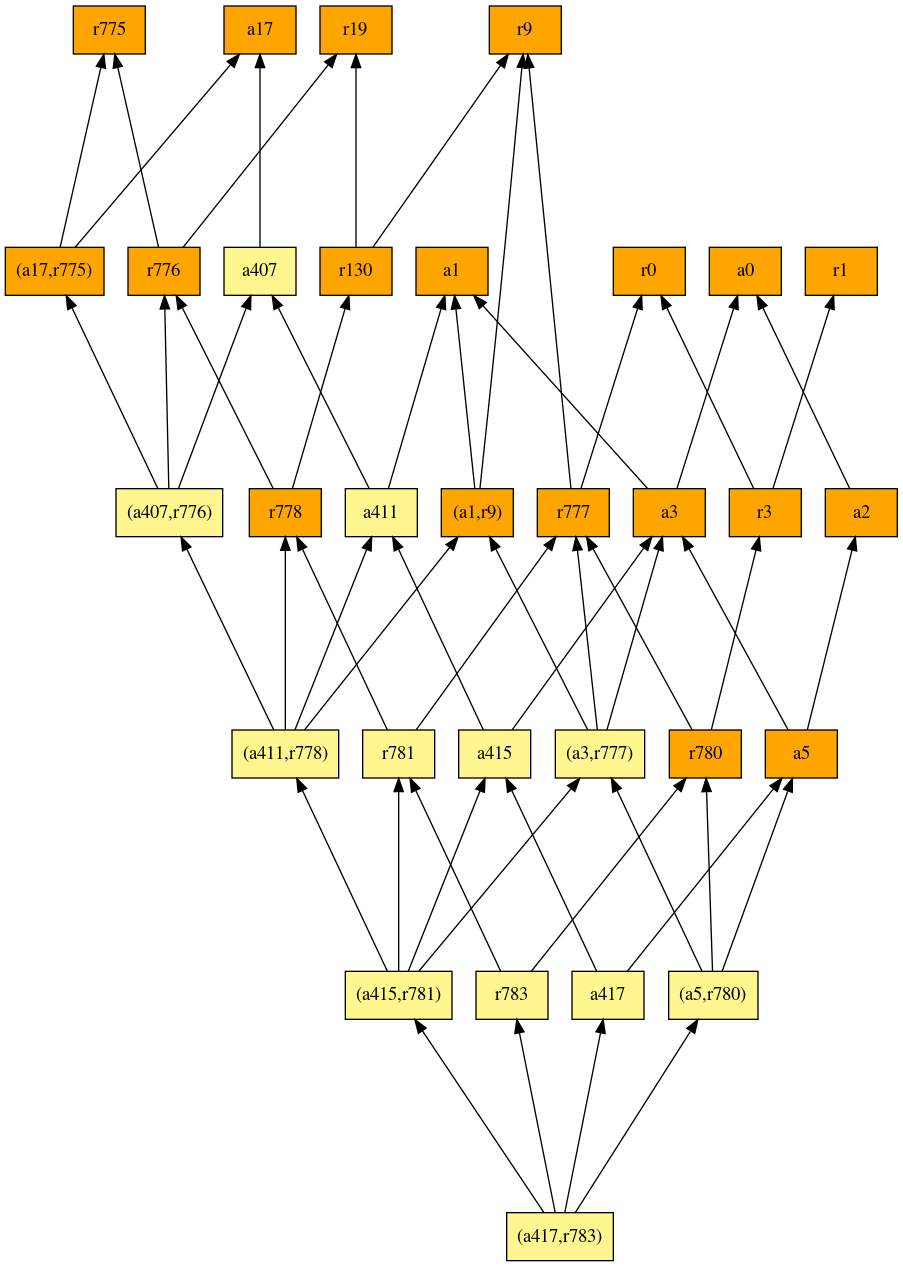 r775 a17 r19 r9
(a17,r775) r776 a407 r130 a1 r0 a0 r1
(a407,r776) r778 a411 (a1,r9) r777 a3 r3 a2
(a411,r778) r781 a415 (a3,r777) r780 a5
(a415,r781) r783 a417 (a5,r780)
(a417,r783)